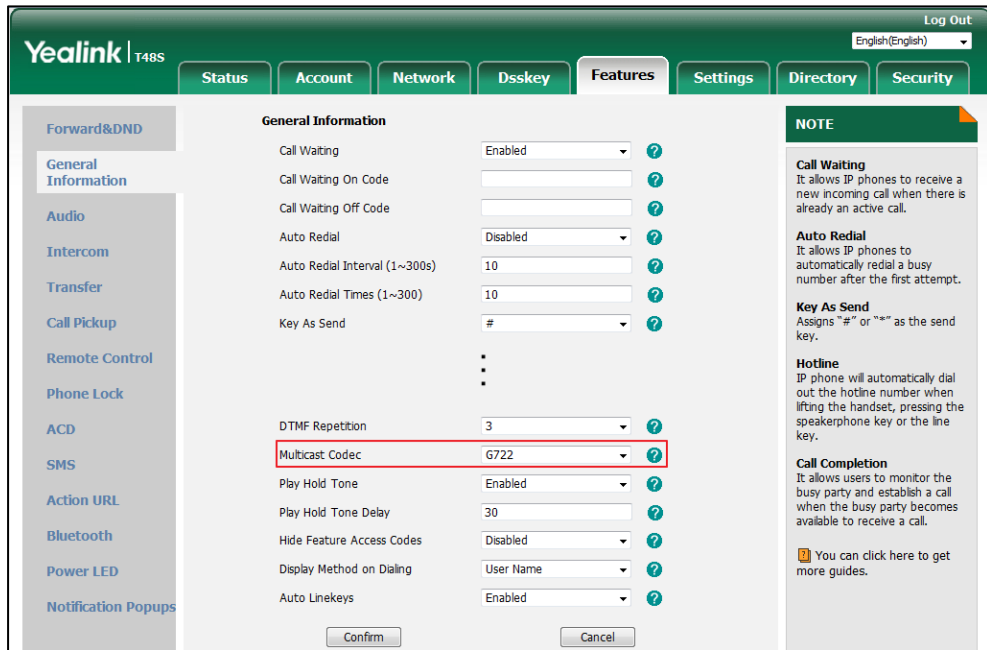 Log Out
English(English)
Yealink | T48S
Status
Account
Network
Dsskey
Features
Settings
Directory
Security
Forward&DND
General
Information
Audio
Intercom
Transfer
Call Pickup
Remote Control
Phone Lock
ACD
SMS
Action URL
Bluetooth
Power LED
Notification Popups
General Information
Call Waiting Enabled
Call Waiting On Code
Call Waiting Off Code
Auto Redial Disabled
Auto Redial Interval (1~300s) 10
Auto Redial Times (1~300) 10
Key As Send #
DTMF Repetition 3
Multicast Codec G722
Play Hold Tone Enabled
Play Hold Tone Delay 30
Hide Feature Access Codes Disabled
Display Method on Dialing User Name
Auto Linekeys Enabled
Confirm Cancel
NOTE
Call Waiting
It allows IP phones to receive a
new incoming call when there is
already an active call.
Auto Redial
It allows IP phones to
automatically redial a busy
number after the first attempt.
Key As Send
Assigns "#" or "*" as the send
key.
Hotline
IP phone will automatically dial
out the hotline number when
lifting the handset, pressing the
speakerphone key or the line
key.
Call Completion
It allows users to monitor the
busy party and establish a call
when the busy party becomes
available to receive a call.
You can click here to get
more guides.